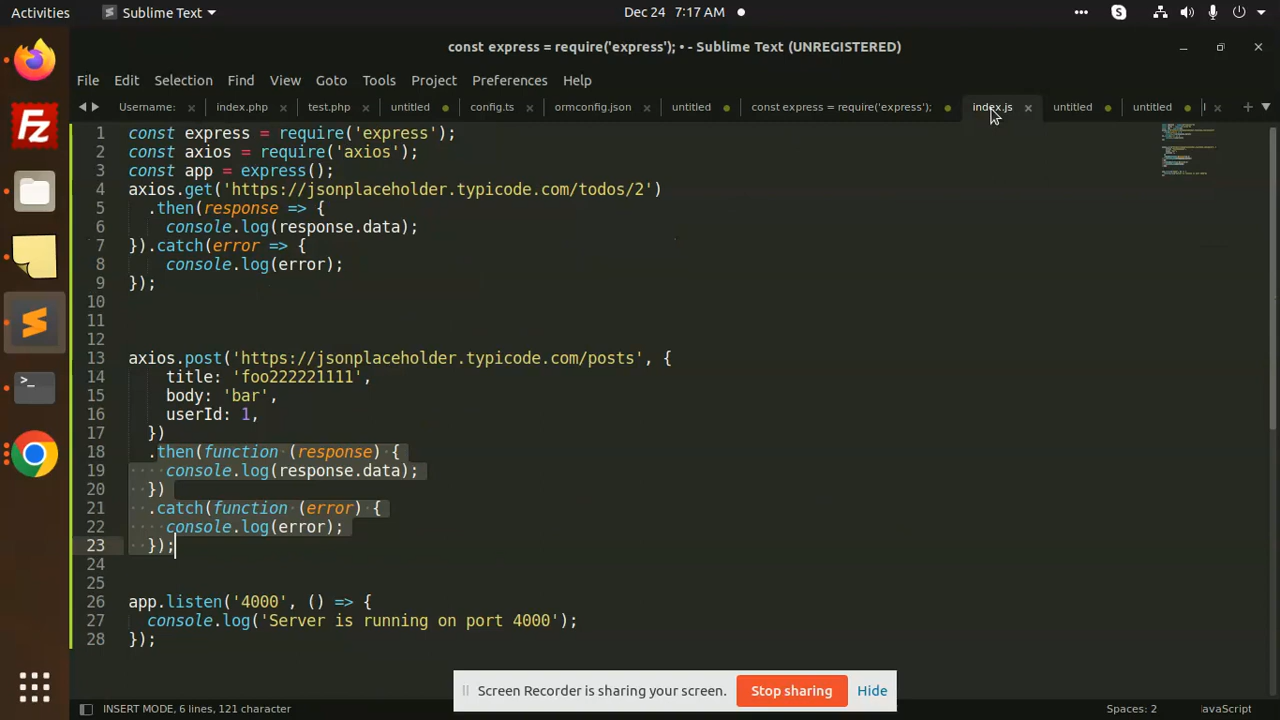 Activities Sublime Text Dec 24 7:17 AM
const express = require('express'); • - Sublime Text (UNREGISTERED)
File Edit Selection Find View Goto Tools Project Preferences Help
Username: index.php test.php untitled config.ts ormconfig.json untitled const express = require('express'); index.js untitled untitled
1 const express = require('express');
2 const axios = require('axios');
3 const app = express();
4 axios.get('https://jsonplaceholder.typicode.com/todos/2')
5 .then(response => {
6 console.log(response.data);
7 }).catch(error => {
8 console.log(error);
9 });
10
11
12
13 axios.post('https://jsonplaceholder.typicode.com/posts', {
14 title: 'foo222221111',
15 body: 'bar',
16 userId: 1,
17 })
18 .then(function (response) {
19 console.log(response.data);
20 })
21 .catch(function (error) {
22 console.log(error);
23 });
24
25
26 app.listen('4000', () => {
27 console.log('Server is running on port 4000');
28 });
Screen Recorder is sharing your screen. Stop sharing Hide
INSERT MODE, 6 lines, 121 character Spaces: 2 JavaScript